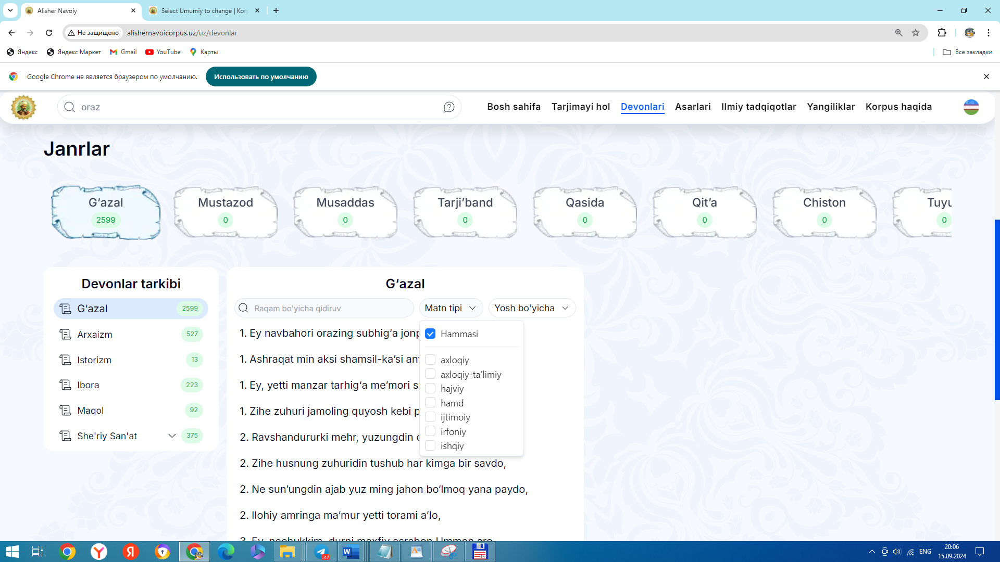 Alisher Navoiy
Select Umumiy to change | Kor
Не защищено
alishernavoicorpus.uz/uz/devonlar
Яндекс
Яндекс Маркет
Gmail
YouTube
Карты
Все закладки
Google Chrome не является браузером по умолчанию.
Использовать по умолчанию
oraz
Bosh sahifa
Tarjimayi hol
Devonlari
Asarlari
Ilmiy tadqiqotlar
Yangiliklar
Korpus haqida
Janrlar
G‘azal
2599
Mustazod
0
Musaddas
0
Tarji’band
0
Qasida
0
Qit’a
0
Chiston
0
Tuyu
0
Devonlar tarkibi
G‘azal
2599
Arxaizm
527
Istorizm
13
Ibora
223
Maqol
92
She'riy San'at
375
G‘azal
Raqam bo'yicha qidiruv
Matn tipi
Yosh bo'yicha
Hammasi
axloqiy
axloqiy-ta’limiy
hajviy
hamd
ijtimoiy
irfoniy
ishqiy
1. Ey navbahori orazing subhig‘a jonp
1. Ashraqat min aksi shamsil-ka’si anv
1. Ey, yetti manzar tarhig‘a me’mori s
1. Zihe zuhuri jamoling quyosh kebi p
2. Ravshandururki mehr, yuzungdin
2. Zihe husnung zuhuridin tushub har kimga bir savdo,
2. Ne sun’ungdin ajab yuz ming jahon bo‘lmoq yana paydo,
2. Ilohiy amringa ma’mur yetti torami a’lo,
3. Ey, nechukkim, durni maxfiy asrabon Ummon aro
47
64
ENG
20:06
15.09.2024